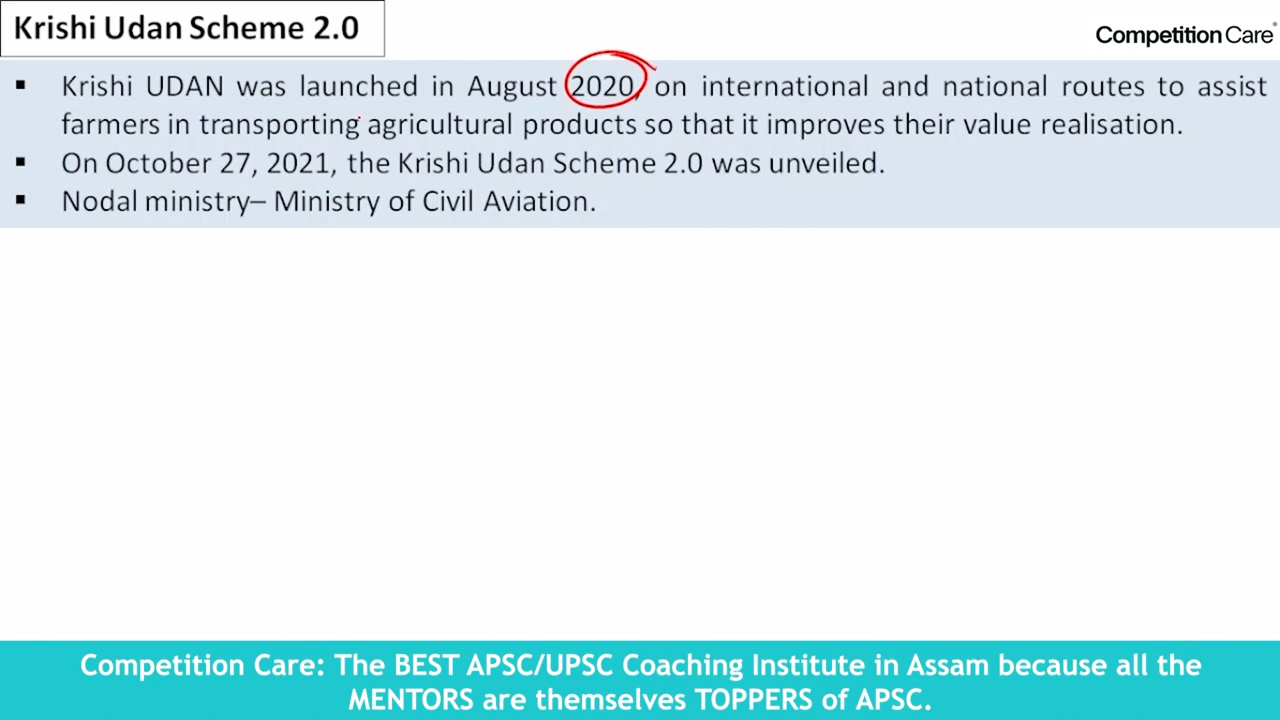 Krishi Udan Scheme 2.0
Competition Care
▪ Krishi UDAN was launched in August 2020, on international and national routes to assist
farmers in transporting agricultural products so that it improves their value realisation.
▪ On October 27, 2021, the Krishi Udan Scheme 2.0 was unveiled.
▪ Nodal ministry– Ministry of Civil Aviation.
Competition Care: The BEST APSC/UPSC Coaching Institute in Assam because all the
MENTORS are themselves TOPPERS of APSC.